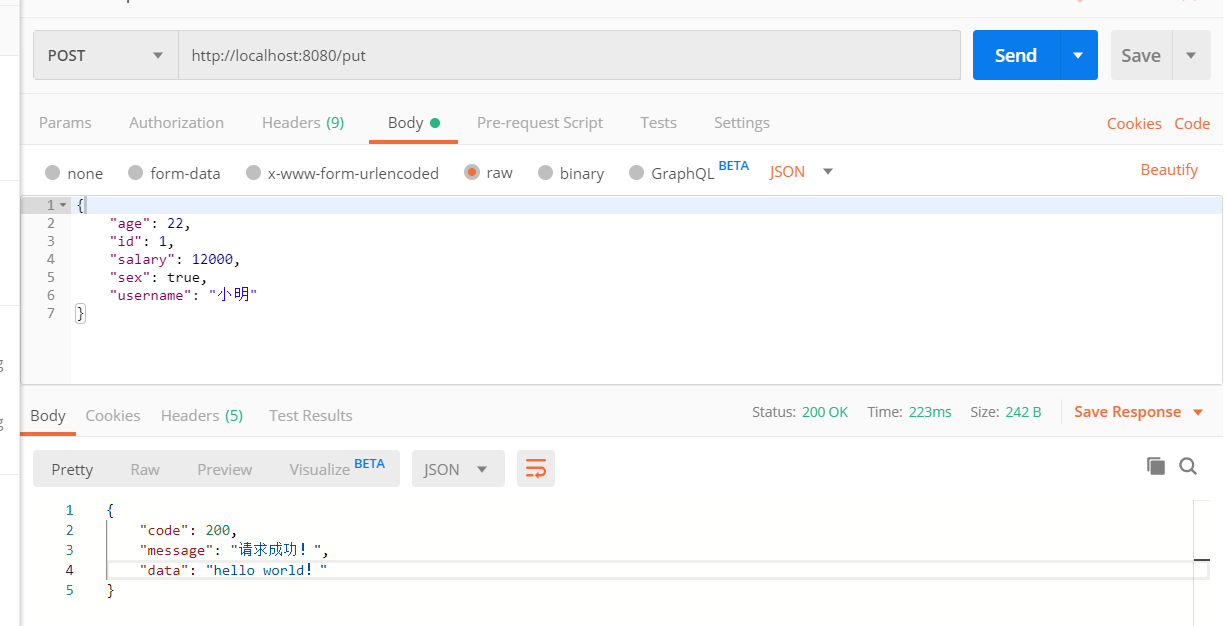 POST http://localhost:8080/put Send Save
Params Authorization Headers (9) Body Pre-request Script Tests Settings Cookies Code
none form-data x-www-form-urlencoded raw binary GraphQL BETA JSON Beautify
1 {
2 "age": 22,
3 "id": 1,
4 "salary": 12000,
5 "sex": true,
6 "username": "小明"
7 }
Body Cookies Headers (5) Test Results Status: 200 OK Time: 223ms Size: 242 B Save Response
Pretty Raw Preview Visualize BETA JSON
1 {
2 "code": 200,
3 "message": "请求成功！",
4 "data": "hello world！"
5 }